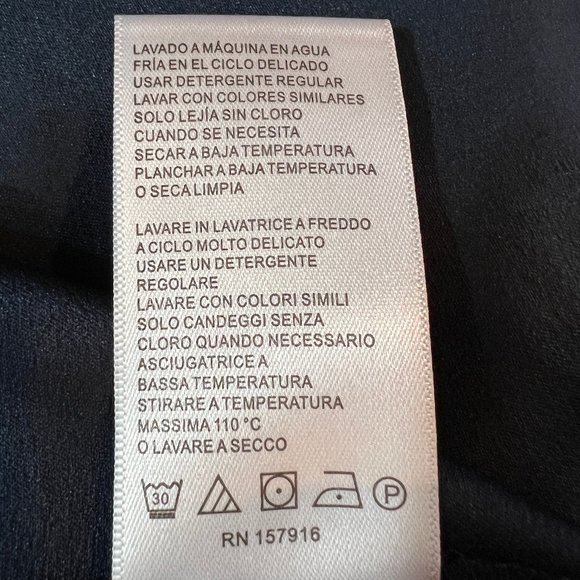 LAVADO A MÁQUINA EN AGUA
FRÍA EN EL CICLO DELICADO
USAR DETERGENTE REGULAR
LAVAR CON COLORES SIMILARES
SOLO LEJÍA SIN CLORO
CUANDO SE NECESITA
SECAR A BAJA TEMPERATURA
PLANCHAR A BAJA TEMPERATURA
O SECA LIMPIA
LAVARE IN LAVATRICE A FREDDO
A CICLO MOLTO DELICATO
USARE UN DETERGENTE
REGOLARE
LAVARE CON COLORI SIMILI
SOLO CANDEGGI SENZA
CLORO QUANDO NECESSARIO
ASCIUGATRICE A
BASSA TEMPERATURA
STIRARE A TEMPERATURA
MASSIMA 110 °C
O LAVARE A SECCO
30 P
RN 157916